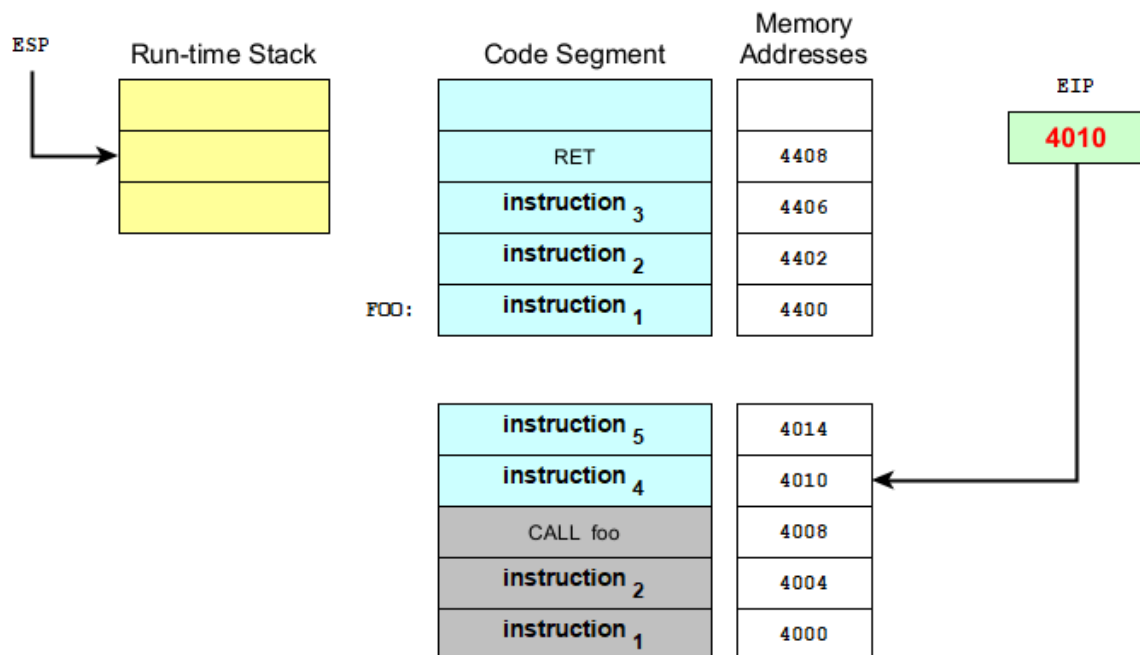 ESP
Run-time Stack
Code Segment
Memory
Addresses
EIP
4010
RET
4408
instruction 3
4406
instruction 2
4402
FOO:
instruction 1
4400
instruction 5
4014
instruction 4
4010
CALL foo
4008
instruction 2
4004
instruction 1
4000